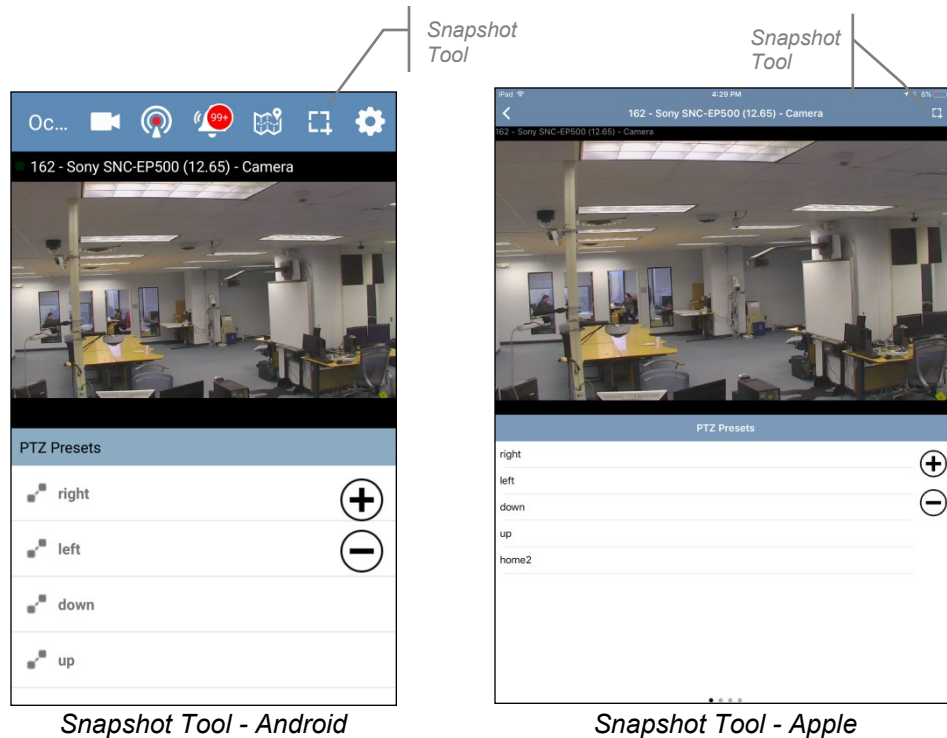 Snapshot
Tool
Snapshot
Tool
Oc...
99+
162 - Sony SNC-EP500 (12.65) - Camera
PTZ Presets
right
left
down
up
Snapshot Tool - Android
iPad
4:29 PM
8%
162 - Sony SNC-EP500 (12.65) - Camera
162 - Sony SNC-EP500 (12.65) - Camera
PTZ Presets
right
left
down
up
home2
Snapshot Tool - Apple